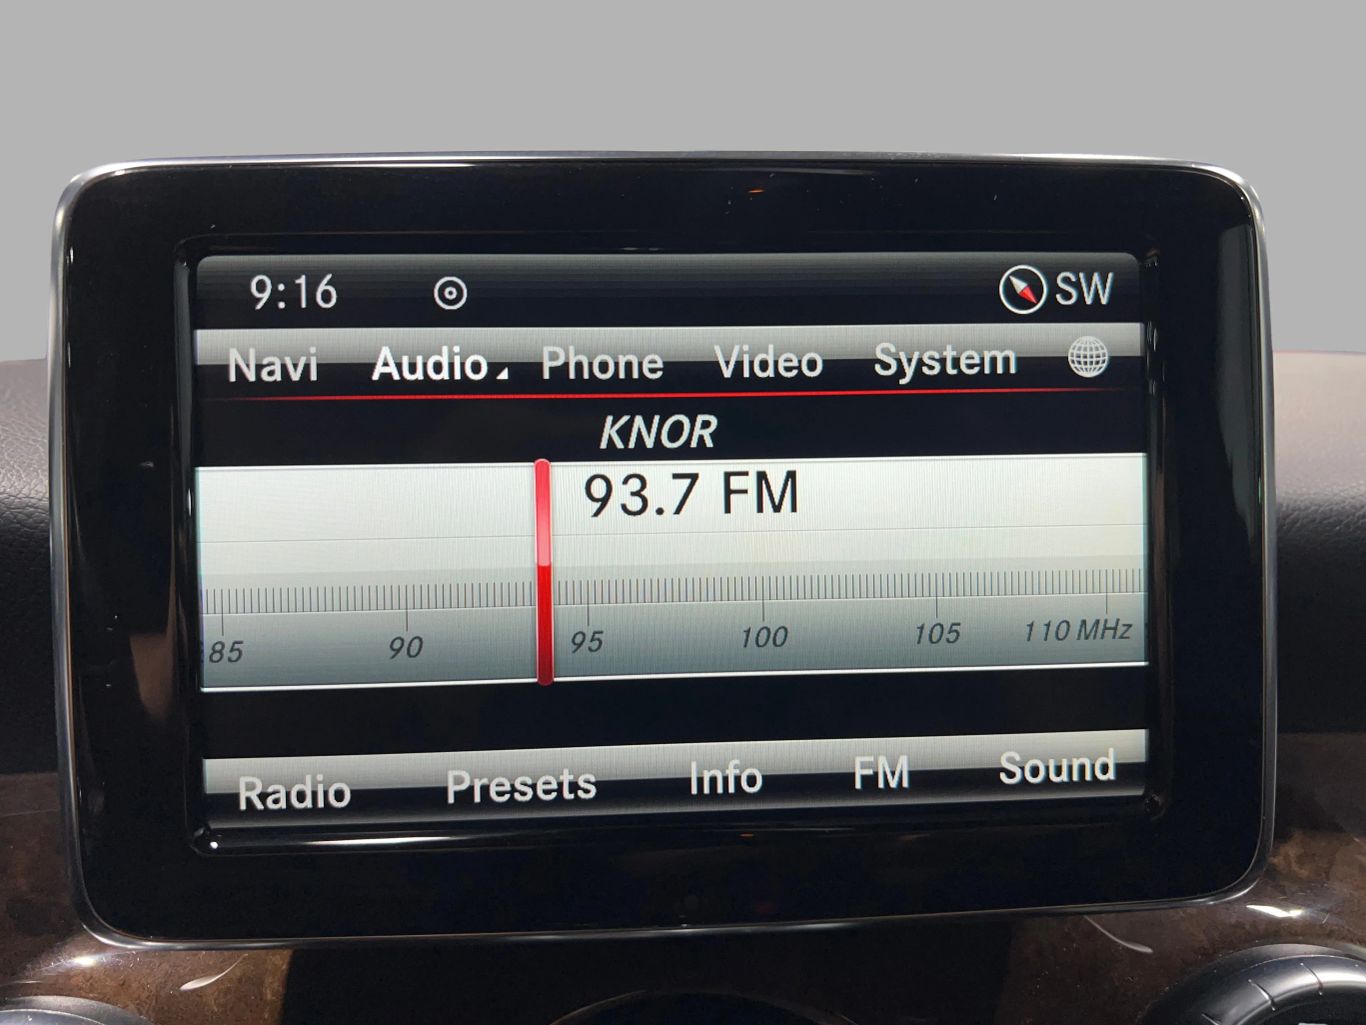 9:16 SW
Navi Audio Phone Video System
KNOR
93.7 FM
85 90 95 100 105 110 MHz
Radio Presets Info FM Sound